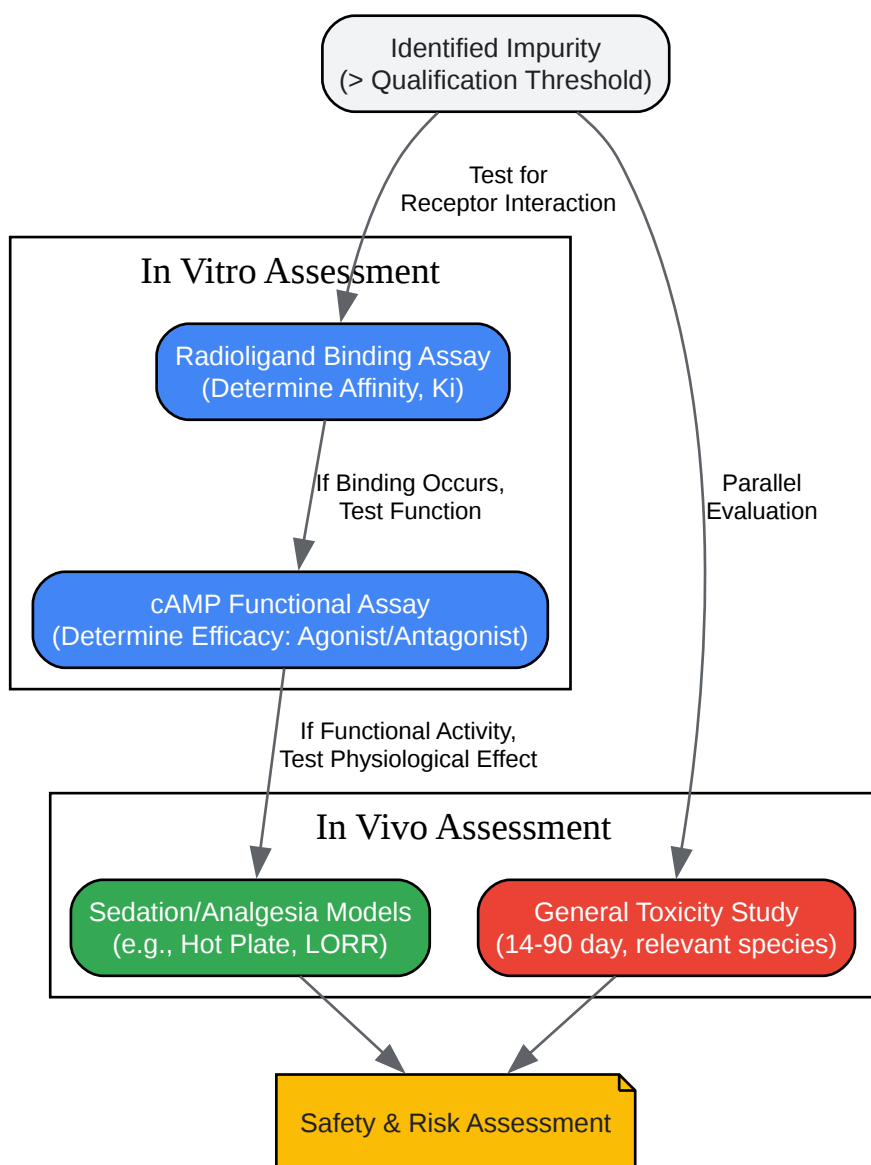 Identified Impurity
(> Qualification Threshold)
Test for
Receptor Interaction
In Vitro Assessment
Radioligand Binding Assay
(Determine Affinity, Ki)
If Binding Occurs,
Test Function
Parallel
Evaluation
cAMP Functional Assay
(Determine Efficacy: Agonist/Antagonist)
If Functional Activity,
Test Physiological Effect
In Vivo Assessment
Sedation/Analgesia Models
(e.g., Hot Plate, LORR)
General Toxicity Study
(14-90 day, relevant species)
Safety & Risk Assessment